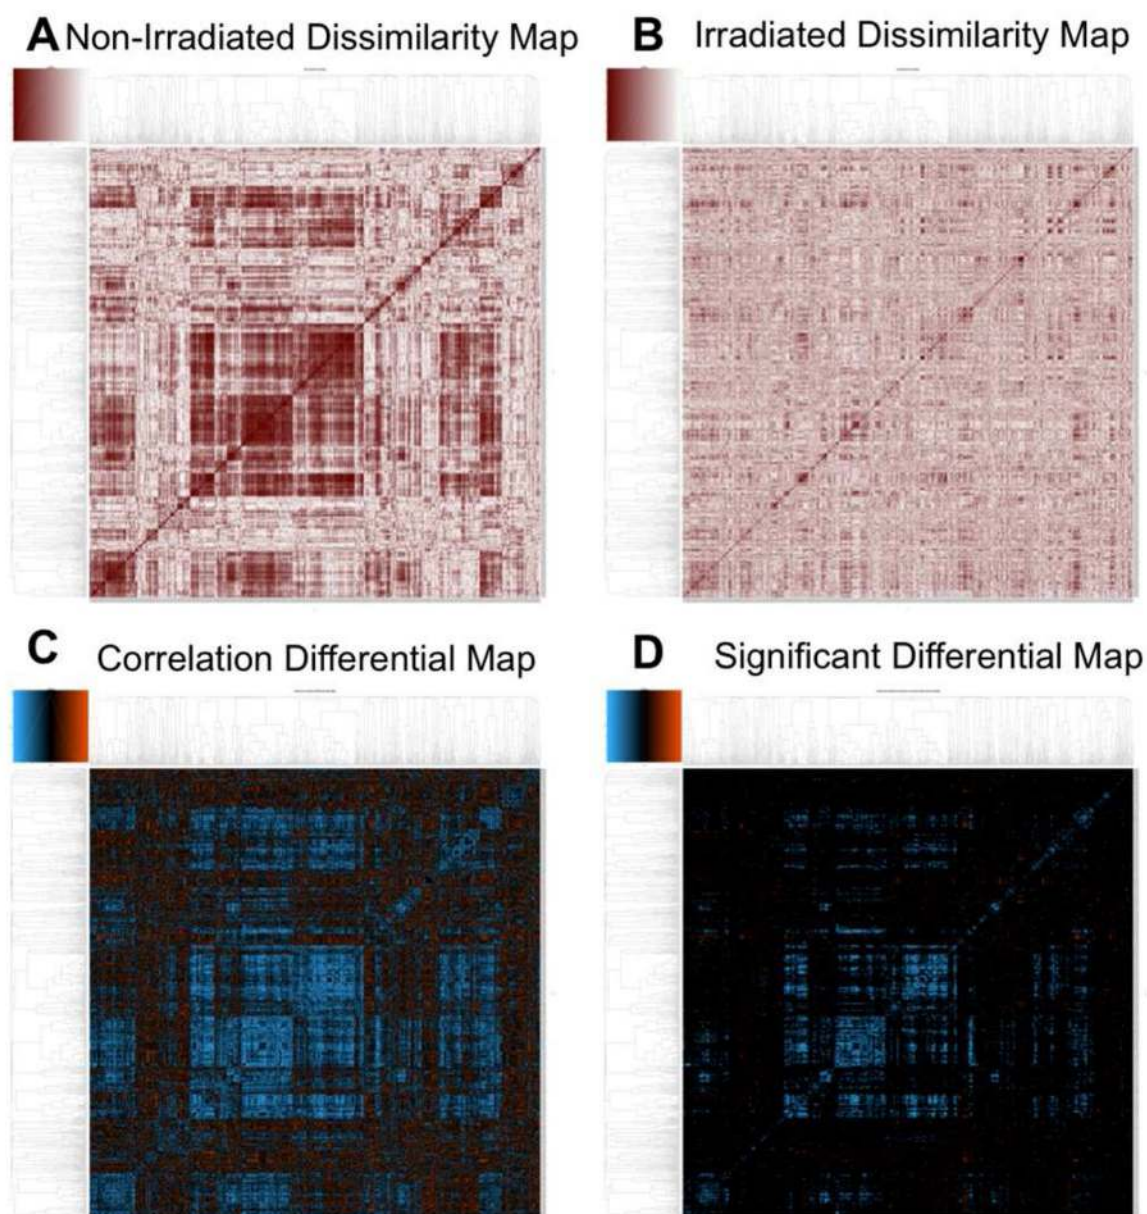 A Non-Irradiated Dissimilarity Map
B Irradiated Dissimilarity Map
C Correlation Differential Map
D Significant Differential Map